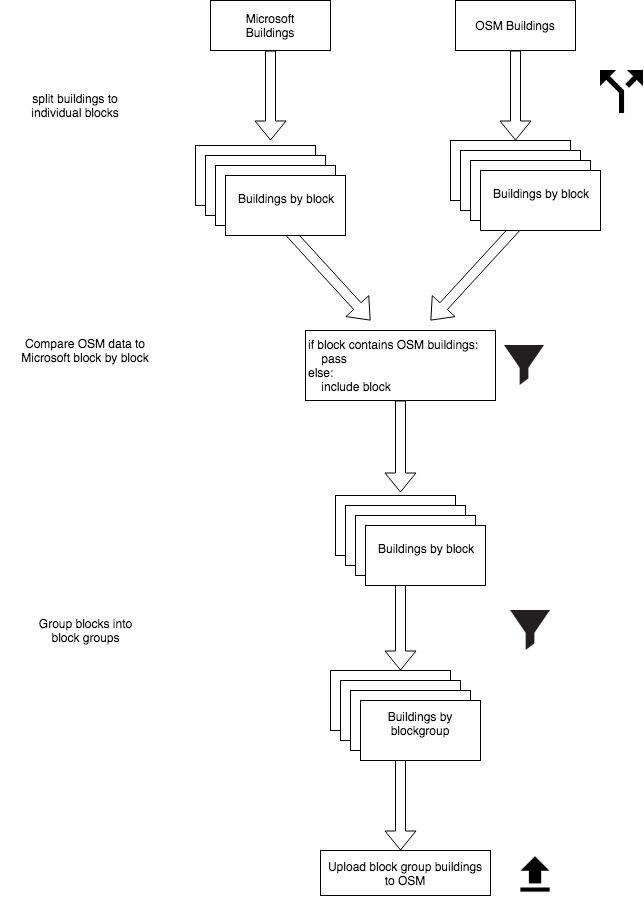 Microsoft
Buildings
OSM Buildings
split buildings to
individual blocks
Buildings by block
Buildings by block
Compare OSM data to
Microsoft block by block
if block contains OSM buildings:
pass
else:
include block
Buildings by block
Group blocks into
block groups
Buildings by
blockgroup
Upload block group buildings
to OSM